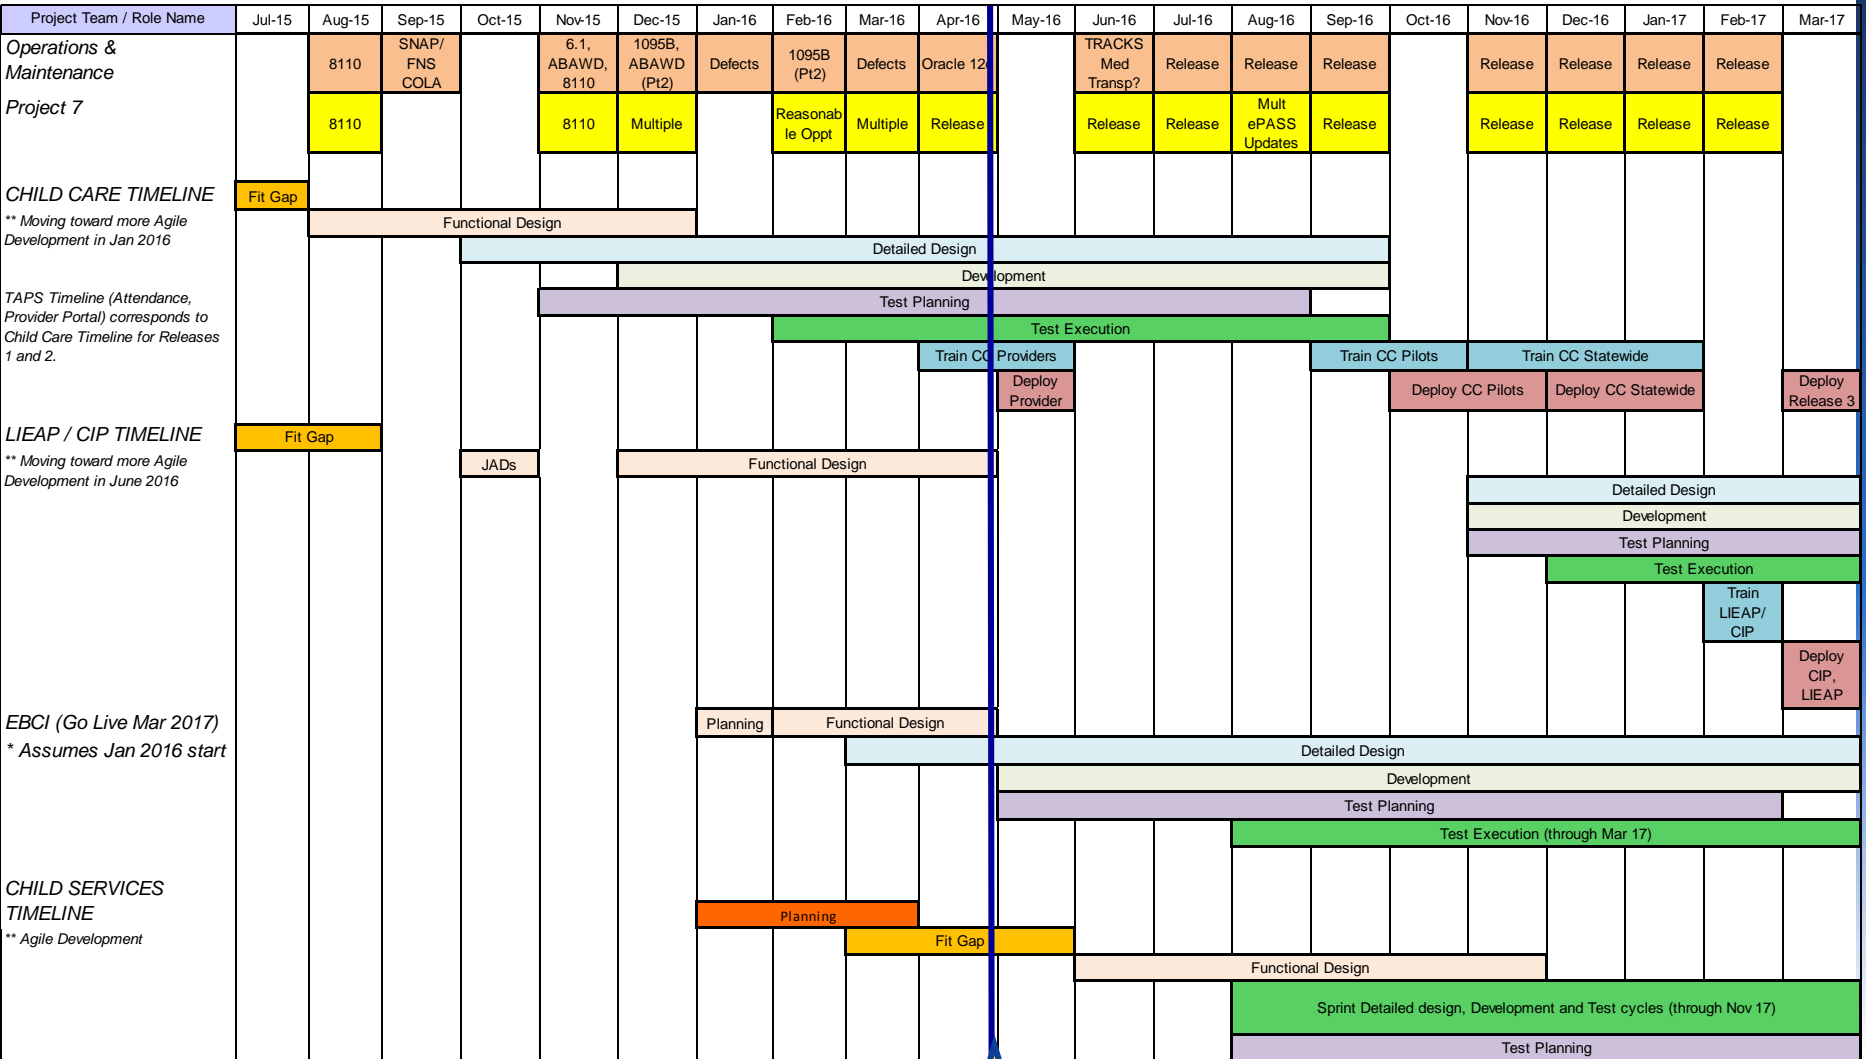 Project Team / Role Name Jul-15 Aug-15 Sep-15 Oct-15 Nov-15 Dec-15 Jan-16 Feb-16 Mar-16 Apr-16 May-16 Jun-16 Jul-16 Aug-16 Sep-16 Oct-16 Nov-16 Dec-16 Jan-17 Feb-17 Mar-17
Operations &
Maintenance
8110
SNAP/
FNS
COLA
6.1,
ABAWD,
8110
1095B,
ABAWD
(Pt2)
Defects
1095B
(Pt2)
Defects
Oracle 12c
TRACKS
Med
Transp?
Release
Release
Release
Release
Release
Release
Release
Project 7
8110
8110
Multiple
Reasonab
le Oppt
Multiple
Release
Release
Release
Mult
ePASS
Updates
Release
Release
Release
Release
Release
CHILD CARE TIMELINE
Fit Gap
** Moving toward more Agile
Development in Jan 2016
Functional Design
Detailed Design
Development
TAPS Timeline (Attendance,
Provider Portal) corresponds to
Child Care Timeline for Releases
1 and 2.
Test Planning
Test Execution
Train CC Providers
Train CC Pilots
Train CC Statewide
Deploy
Provider
Deploy CC Pilots
Deploy CC Statewide
Deploy
Release 3
LIEAP / CIP TIMELINE
Fit Gap
** Moving toward more Agile
Development in June 2016
JADs
Functional Design
Detailed Design
Development
Test Planning
Test Execution
Train
LIEAP/
CIP
Deploy
CIP,
LIEAP
EBCI (Go Live Mar 2017)
Planning
Functional Design
* Assumes Jan 2016 start
Detailed Design
Development
Test Planning
Test Execution (through Mar 17)
CHILD SERVICES
TIMELINE
Planning
** Agile Development
Fit Gap
Functional Design
Sprint Detailed design, Development and Test cycles (through Nov 17)
Test Planning